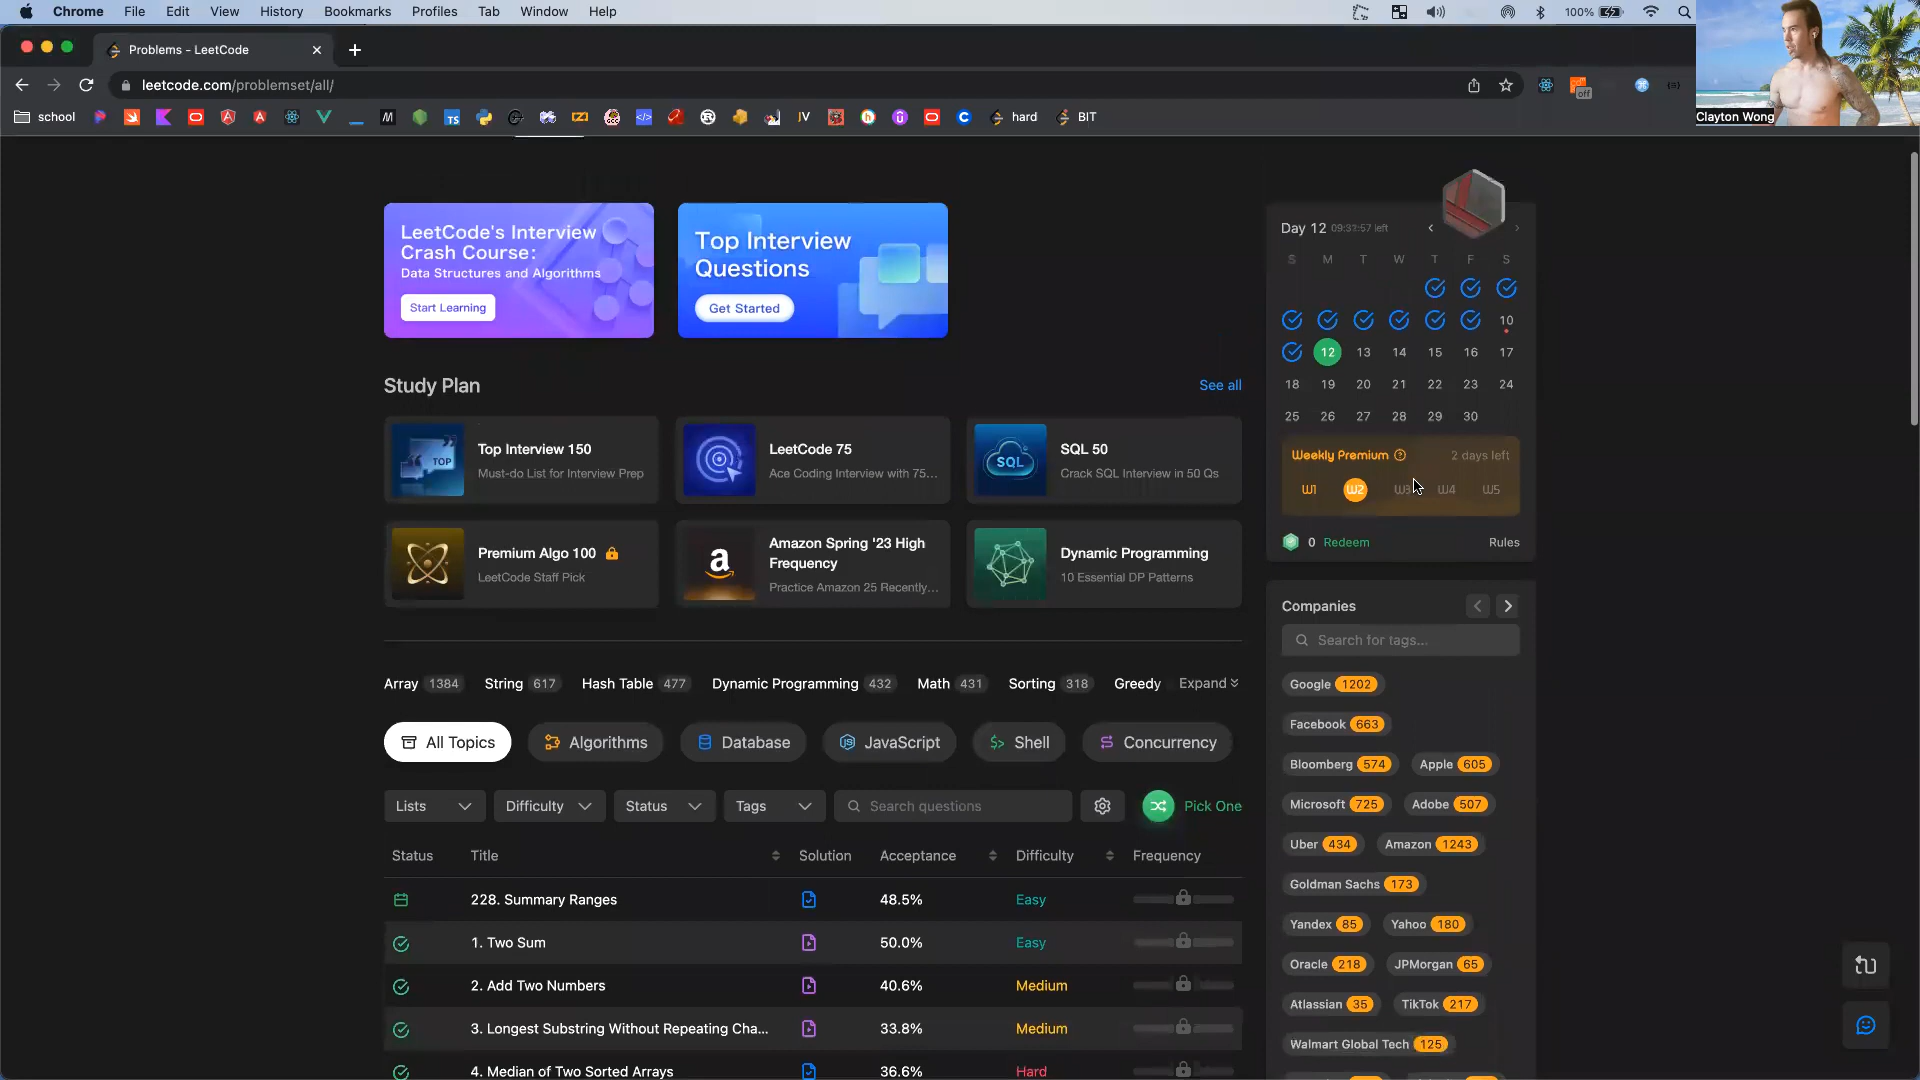 Chrome File Edit View History Bookmarks Profiles Tab Window Help 100%
Problems - LeetCode
leetcode.com/problemset/all/
off
school TS JV hard BIT
Clayton Wong
LeetCode's Interview
Crash Course:
Data Structures and Algorithms
Start Learning
Top Interview
Questions
Get Started
Day 12 09:31:57 left
S M T W T F S
10
12 13 14 15 16 17
18 19 20 21 22 23 24
25 26 27 28 29 30
Weekly Premium ? 2 days left
W1 W2 W3 W4 W5
0 Redeem Rules
Study Plan See all
TOP
Top Interview 150
Must-do List for Interview Prep
LeetCode 75
Ace Coding Interview with 75...
SQL
SQL 50
Crack SQL Interview in 50 Qs
Premium Algo 100
LeetCode Staff Pick
a
Amazon Spring '23 High
Frequency
Practice Amazon 25 Recently...
Dynamic Programming
10 Essential DP Patterns
Array 1384 String 617 Hash Table 477 Dynamic Programming 432 Math 431 Sorting 318 Greedy Expand
All Topics Algorithms Database JavaScript Shell Concurrency
Lists Difficulty Status Tags Search questions Pick One
Status Title Solution Acceptance Difficulty Frequency
228. Summary Ranges 48.5% Easy
1. Two Sum 50.0% Easy
2. Add Two Numbers 40.6% Medium
3. Longest Substring Without Repeating Cha... 33.8% Medium
4. Median of Two Sorted Arrays 36.6% Hard
Companies
Search for tags...
Google 1202
Facebook 663
Bloomberg 574 Apple 605
Microsoft 725 Adobe 507
Uber 434 Amazon 1243
Goldman Sachs 173
Yandex 85 Yahoo 180
Oracle 218 JPMorgan 65
Atlassian 35 TikTok 217
Walmart Global Tech 125